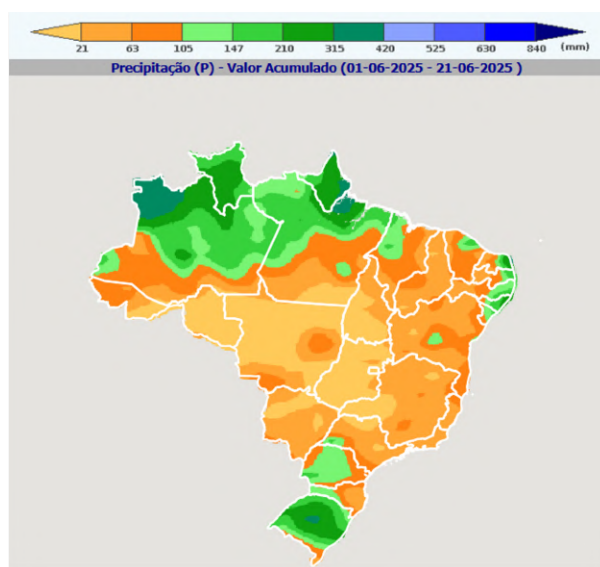 21 63 105 147 210 315 420 525 630 840 (mm)
Precipitação (P) - Valor Acumulado (01-06-2025 - 21-06-2025 )